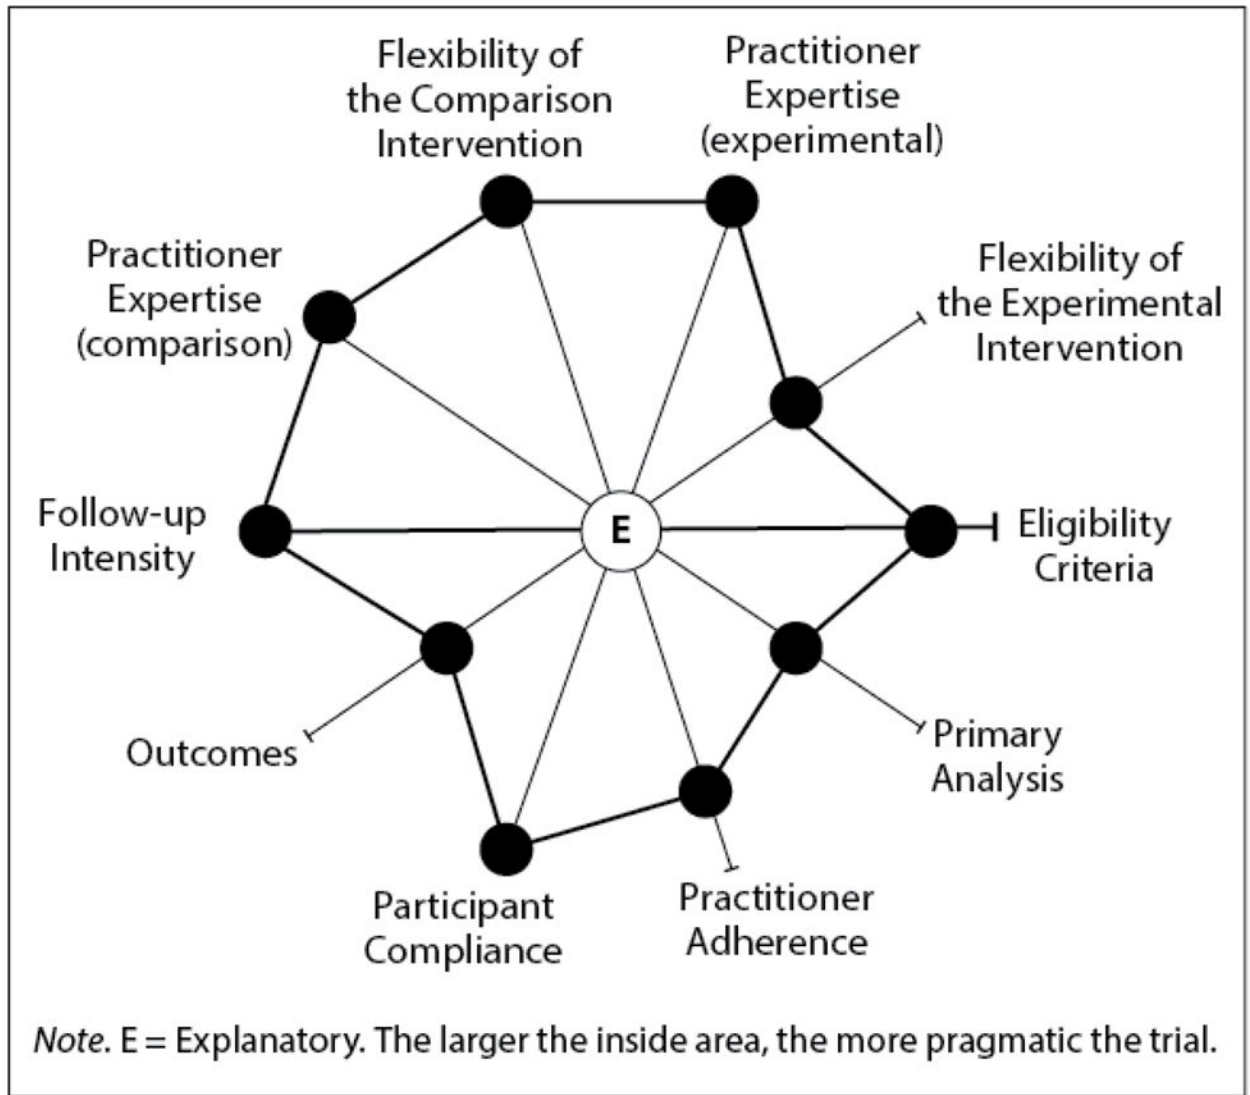 Flexibility of
the Comparison
Intervention
Practitioner
Expertise
(experimental)
Practitioner
Expertise
(comparison)
Flexibility of
the Experimental
Intervention
Follow-up
Intensity
E
Eligibility
Criteria
Outcomes
Primary
Analysis
Participant
Compliance
Practitioner
Adherence
Note. E = Explanatory. The larger the inside area, the more pragmatic the trial.